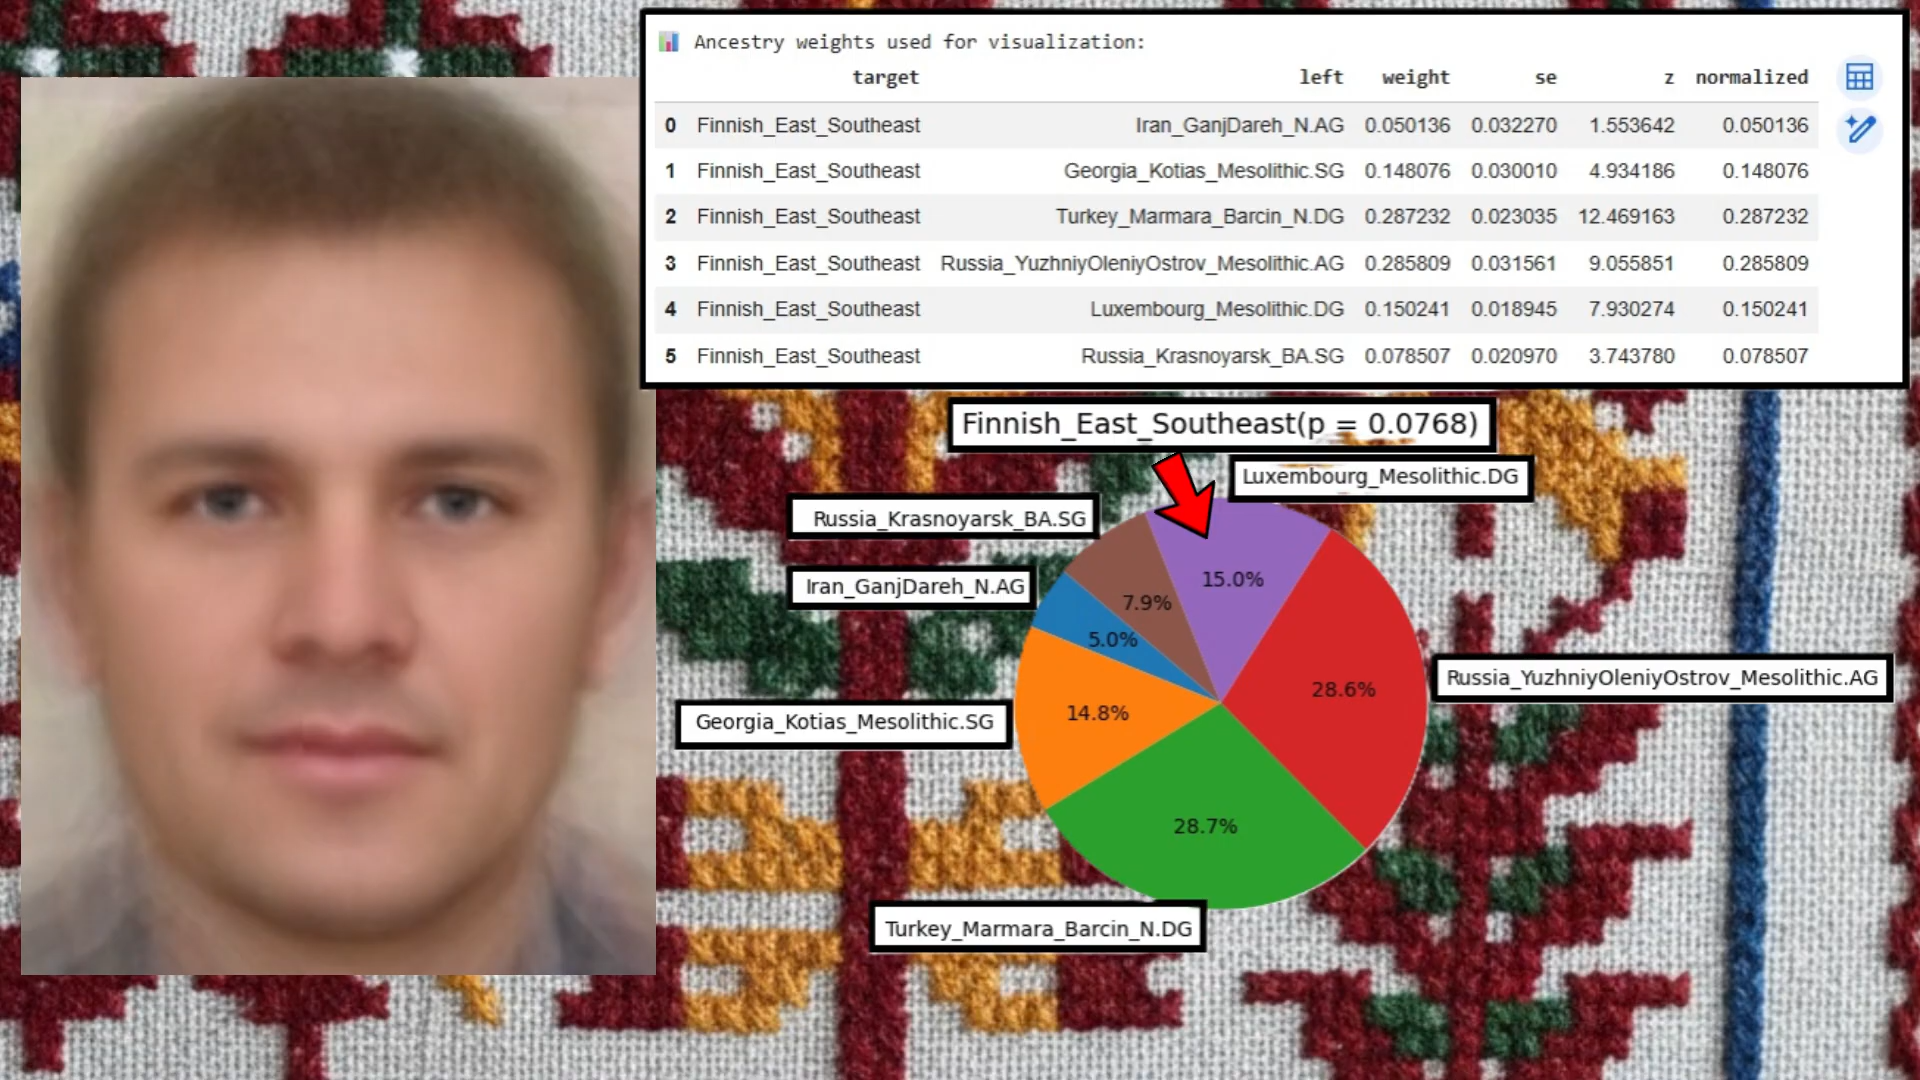 Ancestry weights used for visualization:
target left weight se z normalized
0 Finnish_East_Southeast Iran_GanjDareh_N.AG 0.050136 0.032270 1.553642 0.050136
1 Finnish_East_Southeast Georgia_Kotias_Mesolithic.SG 0.148076 0.030010 4.934186 0.148076
2 Finnish_East_Southeast Turkey_Marmara_Barcin_N.DG 0.287232 0.023035 12.469163 0.287232
3 Finnish_East_Southeast Russia_YuzhniyOleniyOstrov_Mesolithic.AG 0.285809 0.031561 9.055851 0.285809
4 Finnish_East_Southeast Luxembourg_Mesolithic.DG 0.150241 0.018945 7.930274 0.150241
5 Finnish_East_Southeast Russia_Krasnoyarsk_BA.SG 0.078507 0.020970 3.743780 0.078507
Finnish_East_Southeast(p = 0.0768)
Luxembourg_Mesolithic.DG
Russia_Krasnoyarsk_BA.SG
Iran_GanjDareh_N.AG
15.0%
7.9%
5.0%
Russia_YuzhniyOleniyOstrov_Mesolithic.AG
28.6%
14.8%
Georgia_Kotias_Mesolithic.SG
28.7%
Turkey_Marmara_Barcin_N.DG